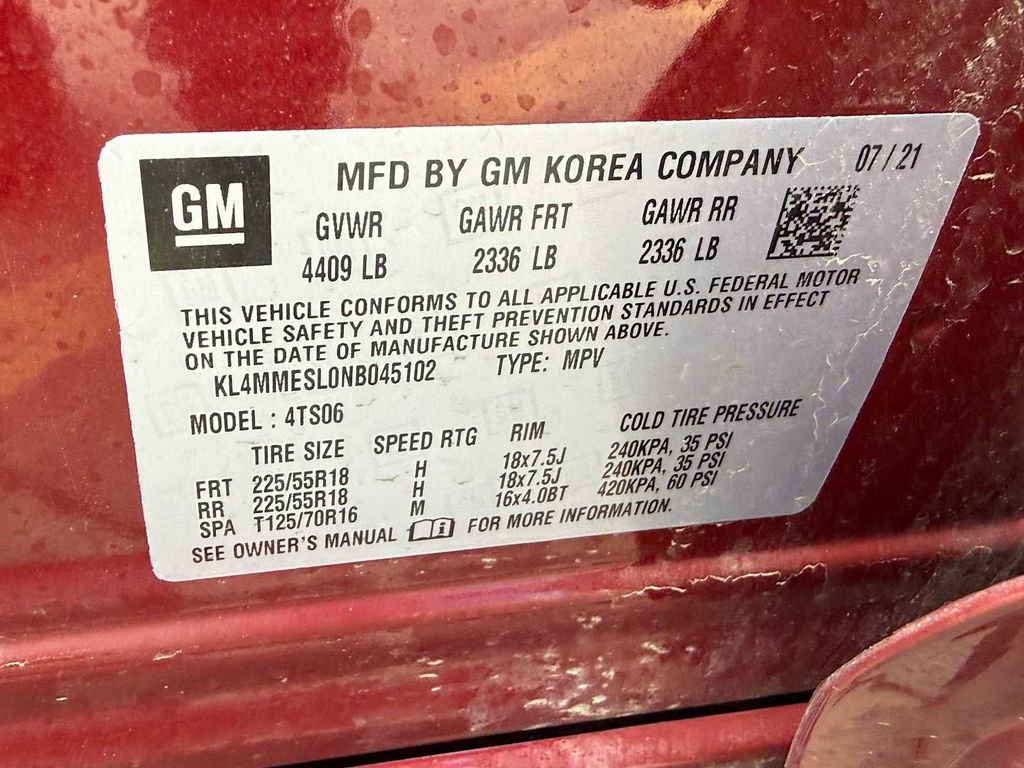 GM
MFD BY GM KOREA COMPANY 07/21
GVWR GAWR FRT GAWR RR
4409 LB 2336 LB 2336 LB
THIS VEHICLE CONFORMS TO ALL APPLICABLE U.S. FEDERAL MOTOR
VEHICLE SAFETY AND THEFT PREVENTION STANDARDS IN EFFECT
ON THE DATE OF MANUFACTURE SHOWN ABOVE.
KL4MMESL0NB045102 TYPE: MPV
MODEL : 4TS06
TIRE SIZE SPEED RTG RIM COLD TIRE PRESSURE
FRT 225/55R18 H 18x7.5J 240KPA, 35 PSI
RR 225/55R18 H 18x7.5J 240KPA, 35 PSI
SPA T125/70R16 M 16x4.0BT 420KPA, 60 PSI
SEE OWNER'S MANUAL i FOR MORE INFORMATION.